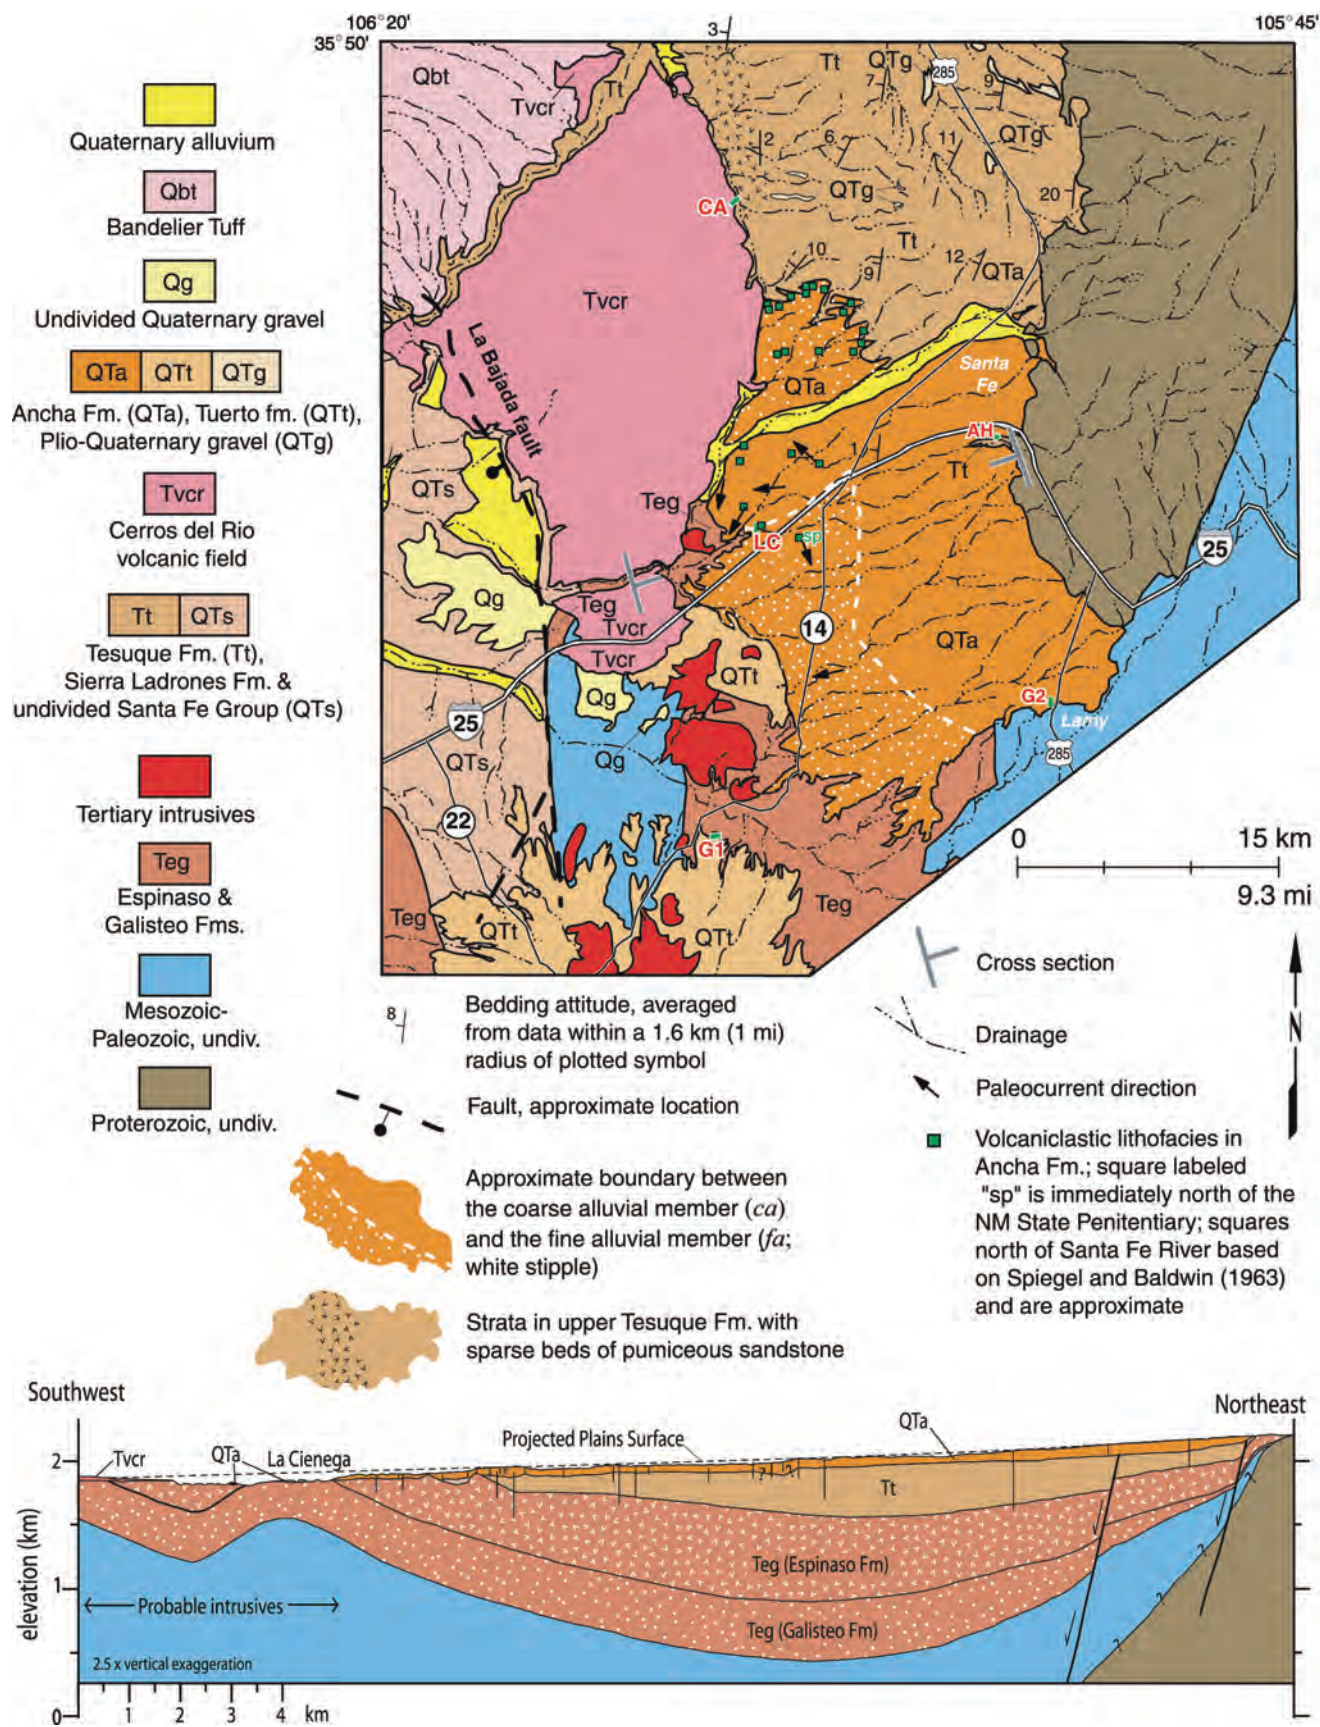 106°20'
105°45'
35°50'
Quaternary alluvium
Qbt
Bandelier Tuff
Qg
Undivided Quaternary gravel
QTa QTt QTg
Ancha Fm. (QTa), Tuerto fm. (QTt),
Plio-Quaternary gravel (QTg)
Tvcr
Cerros del Rio
volcanic field
Tt QTs
Tesuque Fm. (Tt),
Sierra Ladrones Fm. &
undivided Santa Fe Group (QTs)
Tertiary intrusives
Teg
Espinaso &
Galisteo Fms.
Mesozoic-
Paleozoic, undiv.
Proterozoic, undiv.
3
Qbt
Tvcr
Tt
Tt
QTg
285
7
9
2
6
11
QTg
QTg
20
CA
10
Tt
9
12
QTa
Tvcr
La Bajada fault
QTa
Santa
Fe
AH
1
Tt
QTs
Teg
LC
sp
25
Qg
Teg
Tvcr
Tvcr
14
QTa
QTt
Qg
G2
Lamy
25
285
QTs
Qg
22
G1
Teg
QTt
QTt
Teg
0 15 km
9.3 mi
8
Bedding attitude, averaged
from data within a 1.6 km (1 mi)
radius of plotted symbol
Fault, approximate location
Approximate boundary between
the coarse alluvial member (ca)
and the fine alluvial member (fa;
white stipple)
Strata in upper Tesuque Fm. with
sparse beds of pumiceous sandstone
Cross section
Drainage
N
Paleocurrent direction
Volcaniclastic lithofacies in
Ancha Fm.; square labeled
"sp" is immediately north of the
NM State Penitentiary; squares
north of Santa Fe River based
on Spiegel and Baldwin (1963)
and are approximate
Southwest
Northeast
Tvcr
QTa
La Cienega
Projected Plains Surface
QTa
2
1
0
elevation (km)
Tt
? ?
Teg (Espinaso Fm)
Teg (Galisteo Fm)
? ? ? ? ?
Probable intrusives
2.5 x vertical exaggeration
1 2 3 4 km